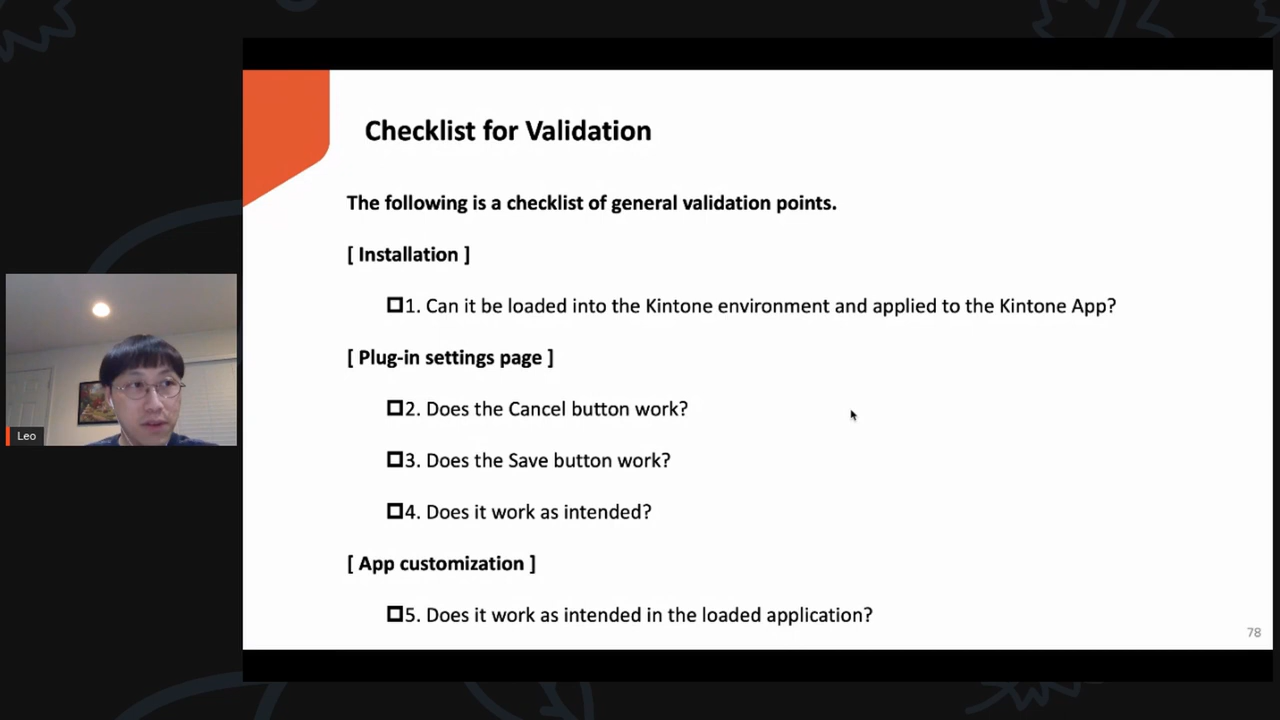 Checklist for Validation
The following is a checklist of general validation points.
[ Installation ]
1. Can it be loaded into the Kintone environment and applied to the Kintone App?
[ Plug-in settings page ]
2. Does the Cancel button work?
3. Does the Save button work?
4. Does it work as intended?
[ App customization ]
5. Does it work as intended in the loaded application?
78
Leo